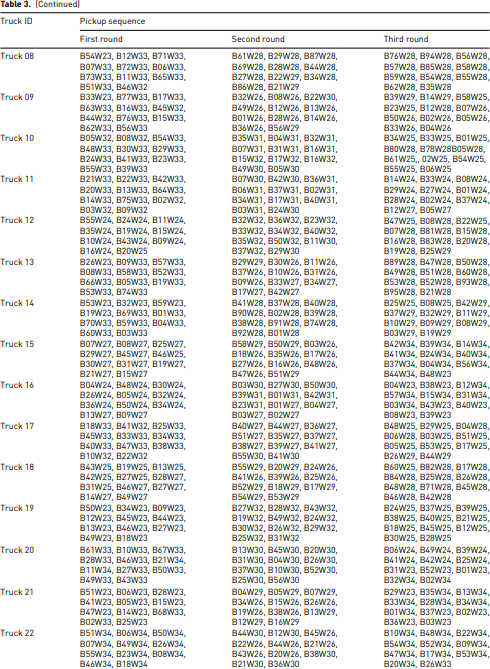 Table 3. (Continued)
Truck ID Pickup sequence
First round Second round Third round
Truck 08 B54W23, B12W33, B71W33, B61W28, B29W28, B87W28, B76W28, B94W28, B56W28,
B07W33, B72W33, B06W33, B69W28, B28W28, B44W28, B57W28, B85W28, B58W28,
B73W33, B11W33, B65W33, B27W28, B22W29, B34W28, B59W28, B54W28, B55W28,
B51W33, B46W32 B86W28, B21W29 B62W28, B35W28
Truck 09 B33W23, B77W33, B17W33, B32W26, B08W26, B22W30, B39W29, B14W29, B58W25,
B63W33, B16W33, B45W32, B49W26, B12W26, B13W26, B23W25, B12W28, B07W26,
B44W32, B76W33, B15W33, B01W26, B28W26, B14W26, B50W26, B02W26, B05W26,
B62W33, B56W33 B36W26, B56W29 B33W26, B04W26
Truck 10 B05W32, B08W32, B54W33, B35W31, B04W31, B32W31, B34W25, B33W25, B01W25,
B48W33, B30W33, B29W33, B07W31, B31W31, B16W31, B80W28, B78W28B05W28,
B24W33, B41W33, B23W33, B15W32, B17W32, B16W32, B61W25,, 02W25, B54W25,
B55W33, B39W33 B49W30, B05W30 B55W25, B06W25
Truck 11 B21W33, B22W33, B42W33, B07W30, B42W30, B36W31, B14W24, B33W24, B08W24,
B20W33, B13W33, B64W33, B06W31, B37W31, B02W31, B29W24, B27W24, B01W24,
B14W33, B75W33, B02W32, B34W31, B17W31, B40W31, B28W24, B02W24, B37W24,
B03W32, B09W32 B03W31, B24W30 B12W27, B05W27
Truck 12 B55W24, B24W24, B11W24, B32W32, B36W32, B23W32, B47W25, B08W28, B22W25,
B35W24, B19W24, B15W24, B33W32, B34W32, B40W32, B07W28, B81W28, B15W28,
B10W24, B43W24, B09W24, B35W32, B50W32, B11W30, B16W28, B83W28, B20W28,
B16W24, B20W25 B37W32, B29W30 B19W28, B25W29
Truck 13 B26W23, B09W33, B57W33, B29W29, B30W26, B11W26, B89W28, B47W28, B50W28,
B08W33, B58W33, B52W33, B37W26, B10W26, B31W26, B49W28, B51W28, B60W28,
B66W33, B05W33, B19W33, B09W26, B33W27, B34W27, B53W28, B52W28, B93W28,
B53W33, B74W33 B17W27, B42W27 B95W28, B21W28
Truck 14 B53W23, B32W33, B59W23, B41W28, B37W28, B40W28, B25W25, B08W25, B42W29,
B19W23, B69W33, B01W33, B90W28, B02W28, B39W28, B37W29, B32W29, B11W29,
B70W33, B59W33, B04W33, B38W28, B91W28, B74W28, B10W29, B09W29, B08W29,
B60W33, B03W33 B92W28, B01W28 B03W29, B19W29
Truck 15 B07W27, B08W27, B25W27, B58W29, B50W29, B03W26, B42W34, B39W34, B14W34,
B29W27, B45W27, B46W25, B18W26, B35W26, B17W26, B41W34, B24W34, B40W34,
B30W27, B31W27, B19W27, B27W26, B16W26, B48W26, B37W34, B04W34, B56W34,
B21W27, B15W27 B47W26, B51W29 B44W34, B48W23
Truck 16 B04W24, B48W24, B30W24, B03W30, B27W30, B50W30, B04W23, B38W23, B12W34,
B26W24, B05W24, B32W24, B39W31, B01W31, B42W31, B57W34, B15W34, B31W34,
B36W24, B50W24, B34W24, B23W31, B01W27, B04W27, B03W34, B43W23, B40W23,
B13W27, B09W27 B03W27, B02W27 B08W23, B39W23
Truck 17 B18W33, B41W32, B25W33, B40W27, B44W27, B36W27, B48W25, B29W25, B04W28,
B45W33, B33W33, B34W33, B51W27, B35W27, B37W27, B06W28, B03W25, B51W25,
B40W33, B47W33, B38W33, B38W27, B39W27, B41W27, B05W25, B53W25, B17W25,
B10W32, B22W32 B55W30, B41W30 B26W29, B44W29
Truck 18 B43W25, B19W25, B13W25, B55W29, B20W29, B24W26, B60W25, B82W28, B17W28,
B42W25, B27W25, B28W27, B41W26, B39W26, B25W26, B84W28, B25W28, B26W28,
B31W25, B46W27, B27W27, B52W29, B18W29, B17W29, B48W28, B71W28, B45W28,
B14W27, B49W27 B54W29, B53W29 B46W28, B42W28
Truck 19 B50W23, B34W23, B09W23, B27W32, B28W32, B43W32, B24W25, B37W25, B39W25,
B12W23, B45W23, B44W23, B19W32, B49W32, B24W32, B38W25, B40W25, B21W25,
B13W23, B46W23, B27W23, B30W32, B26W32, B29W32, B18W25, B45W25, B12W25,
B49W23, B18W23 B25W32, B31W32 B30W25, B28W25
Truck 20 B61W33, B10W33, B67W33, B13W30, B45W30, B20W30, B06W24, B49W24, B39W24,
B28W33, B46W33, B21W34, B31W30, B04W30, B26W30, B41W24, B42W24, B25W24,
B11W34, B27W33, B50W33, B37W30, B10W30, B52W30, B31W23, B52W23, B01W23,
B49W33, B43W33 B25W30, B56W30 B32W34, B02W34
Truck 21 B51W23, B06W23, B28W23, B04W29, B05W29, B07W29, B29W23, B35W34, B13W34,
B41W23, B05W23, B15W23, B34W26, B15W26, B26W26, B33W34, B28W34, B34W34,
B47W23, B14W23, B68W33, B19W26, B38W26, B13W29, B01W34, B37W23, B02W23,
B02W33, B25W23 B12W29, B16W29 B36W23, B03W23
Truck 22 B51W34, B06W34, B50W34, B44W30, B12W30, B45W26, B10W34, B48W34, B22W34,
B07W34, B49W34, B26W34, B22W26, B44W26, B21W26, B54W34, B52W34, B09W34,
B55W34, B23W34, B08W34, B43W26, B20W26, B38W30, B47W34, B17W34, B53W34,
B46W34, B18W34 B21W30, B36W30 B20W34, B26W33